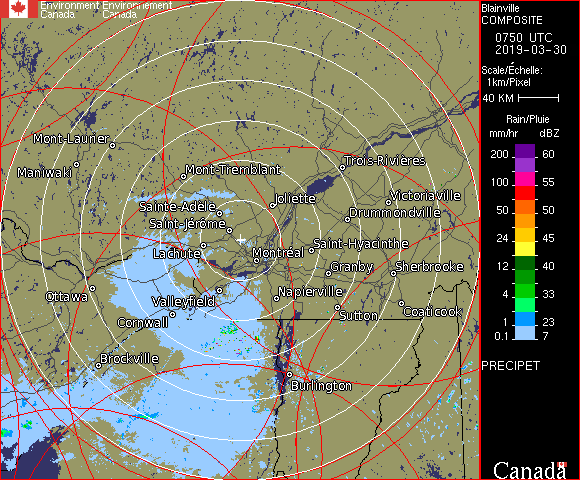 Environment Environnement
Canada Canada
Blainville
COMPOSITE
0750 UTC
2019-03-30
Scale/Échelle:
1km/Pixel
40 KM
Rain/Pluie
mm/hr dBZ
200 60
100 55
50 50
24 45
12 40
4 33
1 23
0.1 7
PRECIPET
Canada
Mont-Laurier
Maniwaki
Mont-Tremblant
Trois-Rivières
Sainte-Adèle
Joliette
Victoriaville
Drummondville
Saint-Jérôme
Lachute
Montréal
Saint-Hyacinthe
Granby
Sherbrooke
Ottawa
Valleyfield
Napierville
Cornwall
Sutton
Coaticook
Brockville
Burlington